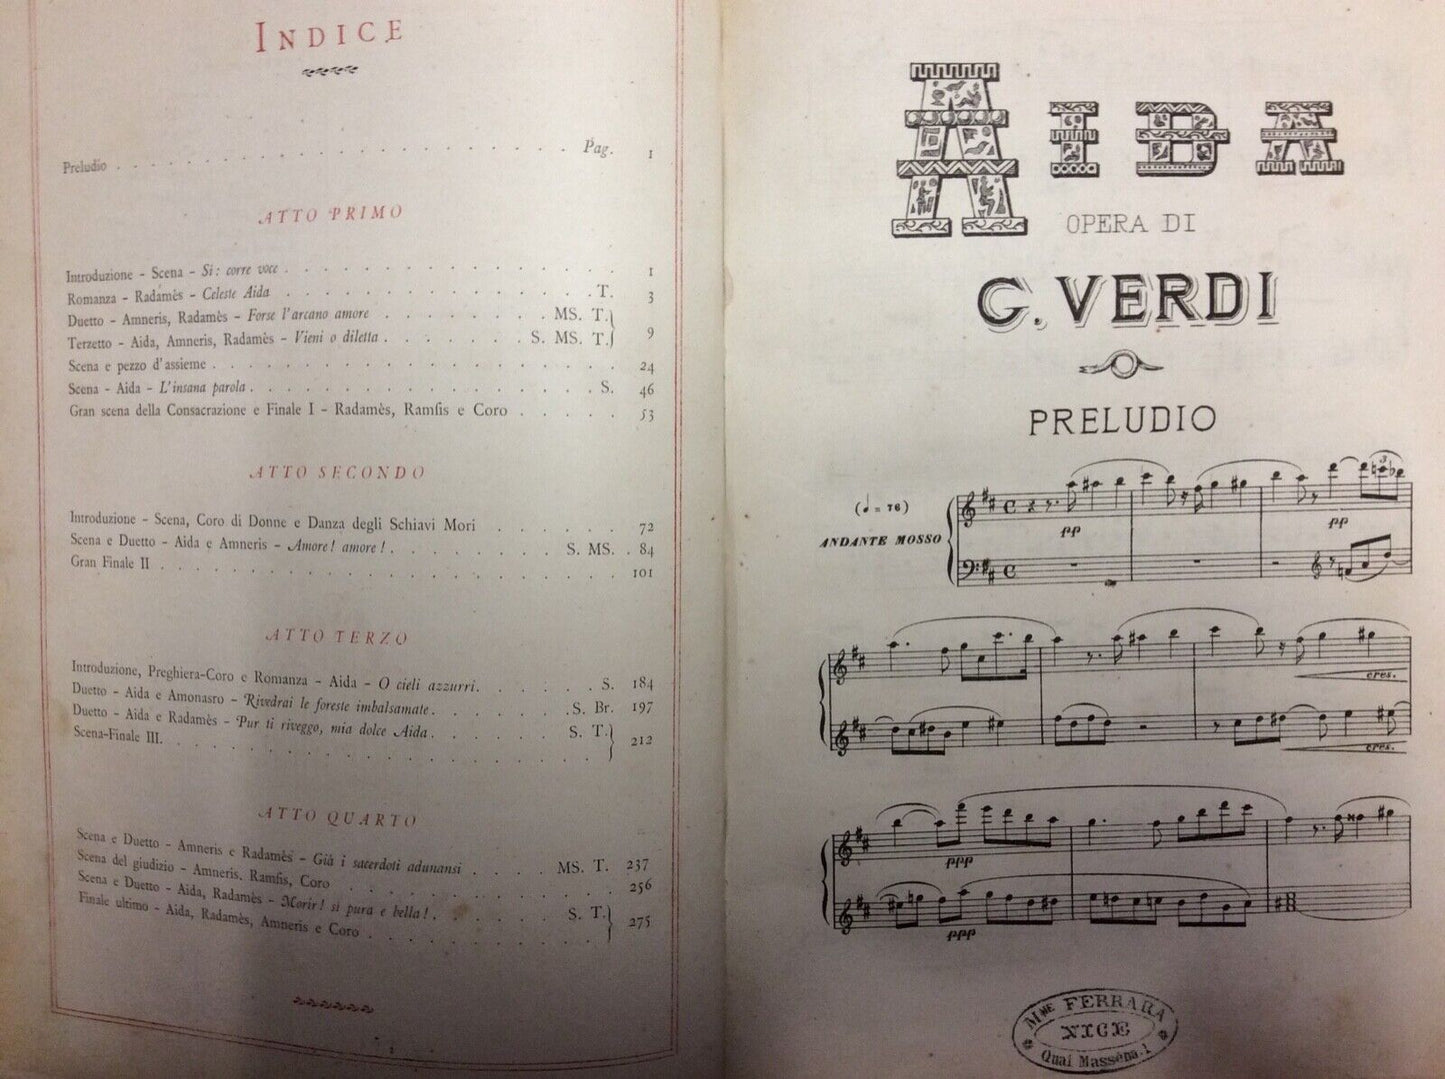 INDICE
Preludio . . . . . . . . . . . . . . . . . . . . Pag. 1
ATTO PRIMO
Introduzione - Scena - Sì: corre voce . . . . . . . . . . . . . . . 1
Romanza - Radamès - Celeste Aida . . . . . . . . . . . . . . T. 3
Duetto - Amneris, Radamès - Forse l'arcano amore . . . . . . . . MS. T.
Terzetto - Aida, Amneris, Radamès - Vieni o diletta . . . . . . . S. MS. T. } 9
Scena e pezzo d'assieme . . . . . . . . . . . . . . . . . . 24
Scena - Aida - L'insana parola . . . . . . . . . . . . . . . S. 46
Gran scena della Consacrazione e Finale I - Radamès, Ramfis e Coro . . . . . 53
ATTO SECONDO
Introduzione - Scena, Coro di Donne e Danza degli Schiavi Mori . . . . . . 72
Scena e Duetto - Aida e Amneris - Amore! amore! . . . . . . . . S. MS. . 84
Gran Finale II . . . . . . . . . . . . . . . . . . . . 101
ATTO TERZO
Introduzione, Preghiera-Coro e Romanza - Aida - O cieli azzurri . . . . . . S. 184
Duetto - Aida e Amonasro - Rivedrai le foreste imbalsamate . . . . . . . S. Br. 197
Duetto - Aida e Radamès - Pur ti riveggo, mia dolce Aida . . . . . . S. T.
Scena-Finale III. . . . . . . . . . . . . . . . . . . . } 212
ATTO QUARTO
Scena e Duetto - Amneris e Radamès - Già i sacerdoti adunansi . . . . MS. T. 237
Scena del giudizio - Amneris, Ramfis, Coro . . . . . . . . . . . . 256
Scena e Duetto - Aida, Radamès - Morir! sì pura e bella! . . . . . . S. T.
Finale ultimo - Aida, Radamès, Amneris e Coro . . . . . . . . . . } 275
1
AIDA
OPERA DI
G. VERDI
PRELUDIO
(♩ = 76)
ANDANTE MOSSO
pp
3
pp
cres.
cres.
ppp
ppp
Mme FERRARA
NICE
Quai Masséna. 1